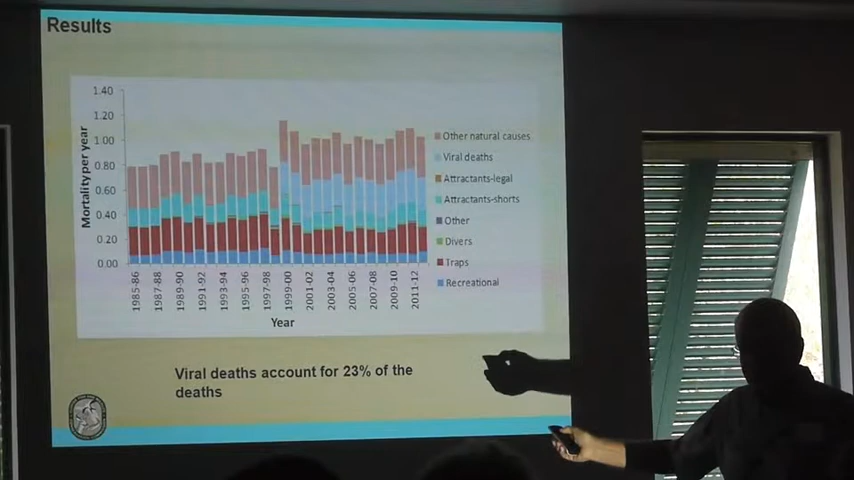 Results
1.40
1.20
1.00
0.80
0.60
0.40
0.20
0.00
Mortality per year
1985-86
1987-88
1989-90
1991-92
1993-94
1995-96
1997-98
1999-00
2001-02
2003-04
2005-06
2007-08
2009-10
2011-12
Year
Other natural causes
Viral deaths
Attractants-legal
Attractants-shorts
Other
Divers
Traps
Recreational
Viral deaths account for 23% of the
deaths